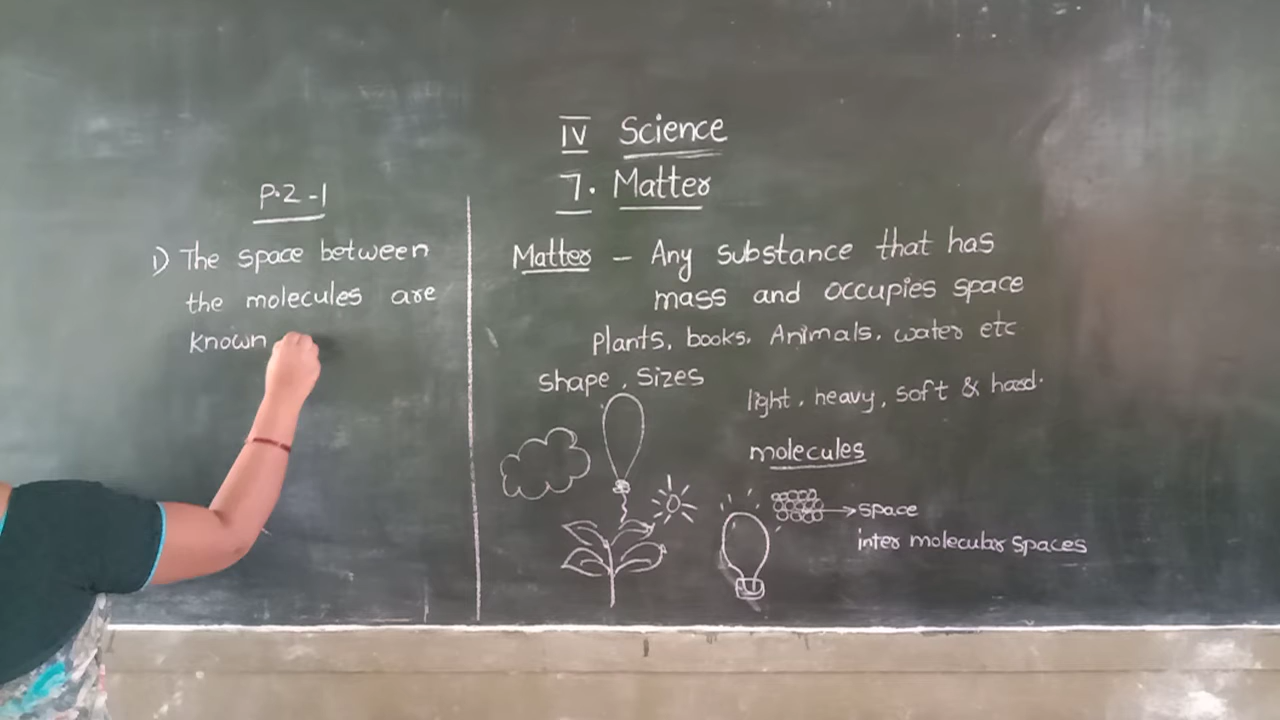 IV Science
7. Matter
P.2-1
1) The space between
the molecules are
known
Matter – Any substance that has
mass and occupies space
Plants, books. Animals, water etc
shape, sizes
light, heavy, soft & hard.
molecules
space
inter molecular spaces